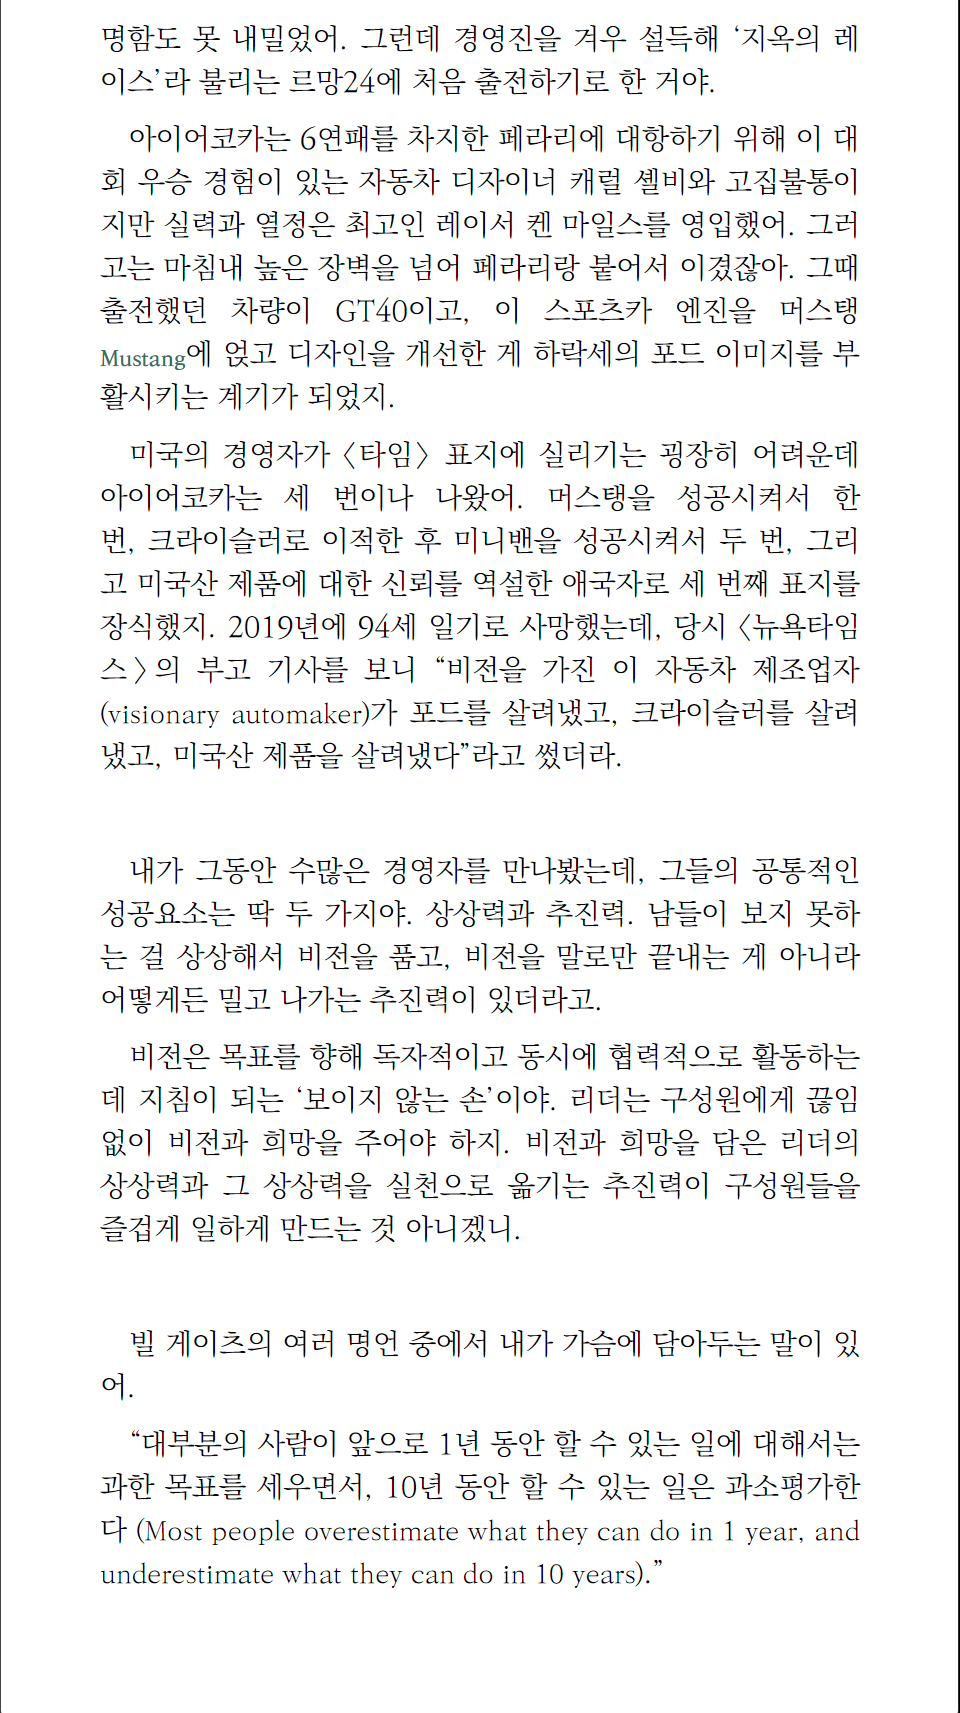 명함도 못 내밀었어. 그런데 경영진을 겨우 설득해 ‘지옥의 레
이스’라 불리는 르망24에 처음 출전하기로 한 거야.
아이어코카는 6연패를 차지한 페라리에 대항하기 위해 이 대
회 우승 경험이 있는 자동차 디자이너 캐럴 셸비와 고집불통이
지만 실력과 열정은 최고인 레이서 켄 마일스를 영입했어. 그러
고는 마침내 높은 장벽을 넘어 페라리랑 붙어서 이겼잖아. 그때
출전했던 차량이 GT40이고, 이 스포츠카 엔진을 머스탱
Mustang에 얹고 디자인을 개선한 게 하락세의 포드 이미지를 부
활시키는 계기가 되었지.
미국의 경영자가 〈타임〉 표지에 실리기는 굉장히 어려운데
아이어코카는 세 번이나 나왔어. 머스탱을 성공시켜서 한
번, 크라이슬러로 이적한 후 미니밴을 성공시켜서 두 번, 그리
고 미국산 제품에 대한 신뢰를 역설한 애국자로 세 번째 표지를
장식했지. 2019년에 94세 일기로 사망했는데, 당시 〈뉴욕타임
스〉의 부고 기사를 보니 “비전을 가진 이 자동차 제조업자
(visionary automaker)가 포드를 살려냈고, 크라이슬러를 살려
냈고, 미국산 제품을 살려냈다”라고 썼더라.
내가 그동안 수많은 경영자를 만나봤는데, 그들의 공통적인
성공요소는 딱 두 가지야. 상상력과 추진력. 남들이 보지 못하
는 걸 상상해서 비전을 품고, 비전을 말로만 끝내는 게 아니라
어떻게든 밀고 나가는 추진력이 있더라고.
비전은 목표를 향해 독자적이고 동시에 협력적으로 활동하는
데 지침이 되는 ‘보이지 않는 손’이야. 리더는 구성원에게 끊임
없이 비전과 희망을 주어야 하지. 비전과 희망을 담은 리더의
상상력과 그 상상력을 실천으로 옮기는 추진력이 구성원들을
즐겁게 일하게 만드는 것 아니겠니.
빌 게이츠의 여러 명언 중에서 내가 가슴에 담아두는 말이 있
어.
“대부분의 사람이 앞으로 1년 동안 할 수 있는 일에 대해서는
과한 목표를 세우면서, 10년 동안 할 수 있는 일은 과소평가한
다 (Most people overestimate what they can do in 1 year, and
underestimate what they can do in 10 years).”